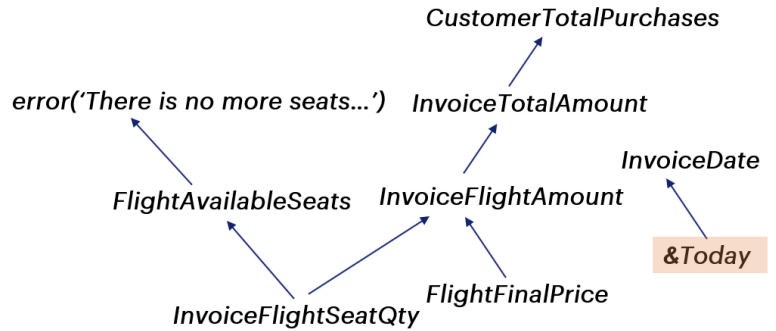 CustomerTotalPurchases
error(‘There is no more seats...’)
InvoiceTotalAmount
InvoiceDate
FlightAvailableSeats
InvoiceFlightAmount
&Today
FlightFinalPrice
InvoiceFlightSeatQty